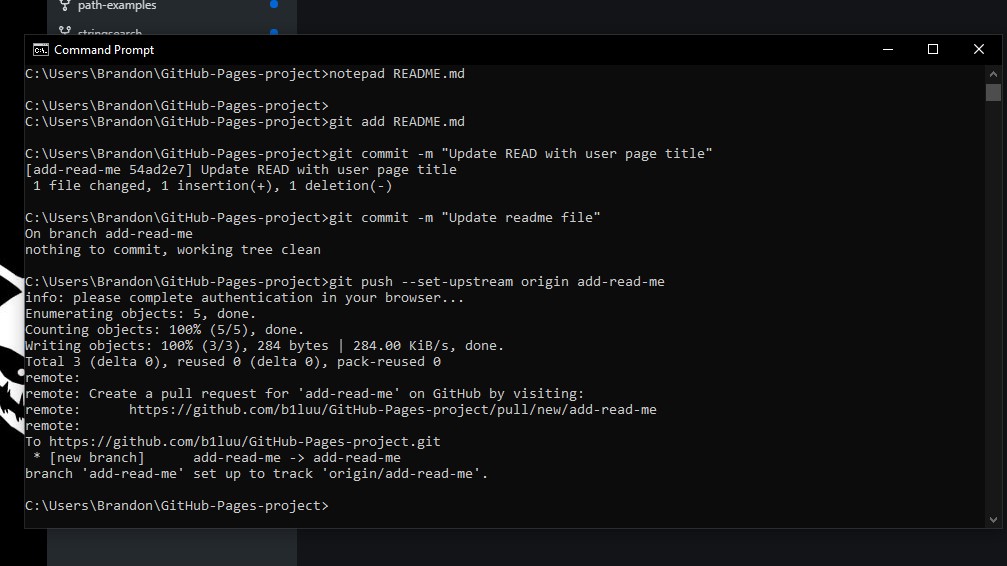 path-examples
stringsearch
Command Prompt
C:\Users\Brandon\GitHub-Pages-project>notepad README.md
C:\Users\Brandon\GitHub-Pages-project>
C:\Users\Brandon\GitHub-Pages-project>git add README.md
C:\Users\Brandon\GitHub-Pages-project>git commit -m "Update READ with user page title"
[add-read-me 54ad2e7] Update READ with user page title
 1 file changed, 1 insertion(+), 1 deletion(-)
C:\Users\Brandon\GitHub-Pages-project>git commit -m "Update readme file"
On branch add-read-me
nothing to commit, working tree clean
C:\Users\Brandon\GitHub-Pages-project>git push --set-upstream origin add-read-me
info: please complete authentication in your browser...
Enumerating objects: 5, done.
Counting objects: 100% (5/5), done.
Writing objects: 100% (3/3), 284 bytes | 284.00 KiB/s, done.
Total 3 (delta 0), reused 0 (delta 0), pack-reused 0
remote:
remote: Create a pull request for 'add-read-me' on GitHub by visiting:
remote:      https://github.com/b1luu/GitHub-Pages-project/pull/new/add-read-me
remote:
To https://github.com/b1luu/GitHub-Pages-project.git
 * [new branch]      add-read-me -> add-read-me
branch 'add-read-me' set up to track 'origin/add-read-me'.
C:\Users\Brandon\GitHub-Pages-project>